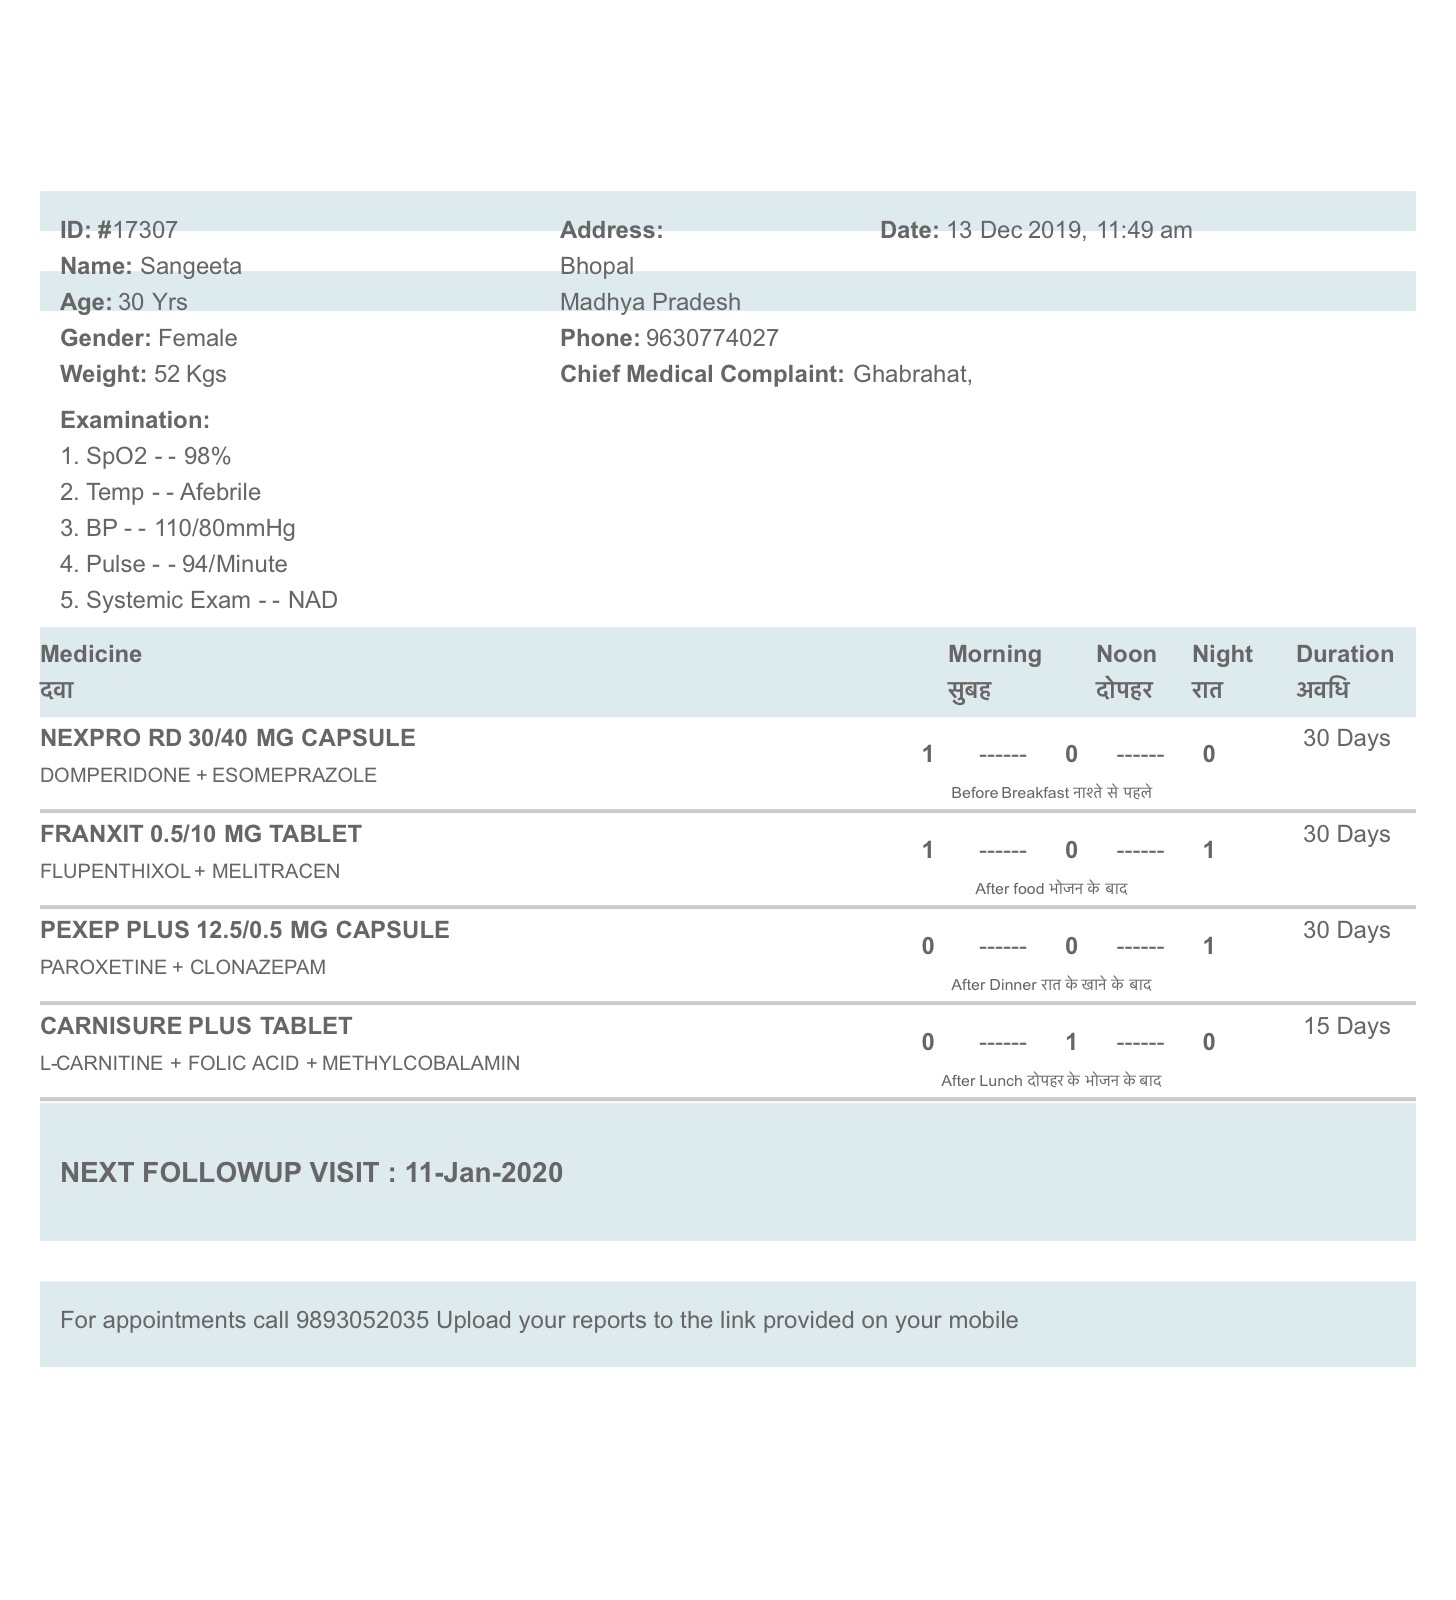 ID: #17307 Address: Date: 13 Dec 2019, 11:49 am
Name: Sangeeta Bhopal
Age: 30 Yrs Madhya Pradesh
Gender: Female Phone: 9630774027
Weight: 52 Kgs Chief Medical Complaint: Ghabrahat,
Examination:
1. SpO2 - - 98%
2. Temp - - Afebrile
3. BP - - 110/80mmHg
4. Pulse - - 94/Minute
5. Systemic Exam - - NAD
Medicine Morning Noon Night Duration
दवा सुबह दोपहर रात अवधि
NEXPRO RD 30/40 MG CAPSULE 30 Days
1 ------ 0 ------ 0
DOMPERIDONE + ESOMEPRAZOLE
Before Breakfast नाश्ते से पहले
FRANXIT 0.5/10 MG TABLET 30 Days
1 ------ 0 ------ 1
FLUPENTHIXOL + MELITRACEN
After food भोजन के बाद
PEXEP PLUS 12.5/0.5 MG CAPSULE 30 Days
0 ------ 0 ------ 1
PAROXETINE + CLONAZEPAM
After Dinner रात के खाने के बाद
CARNISURE PLUS TABLET 15 Days
0 ------ 1 ------ 0
L-CARNITINE + FOLIC ACID + METHYLCOBALAMIN
After Lunch दोपहर के भोजन के बाद
NEXT FOLLOWUP VISIT : 11-Jan-2020
For appointments call 9893052035 Upload your reports to the link provided on your mobile